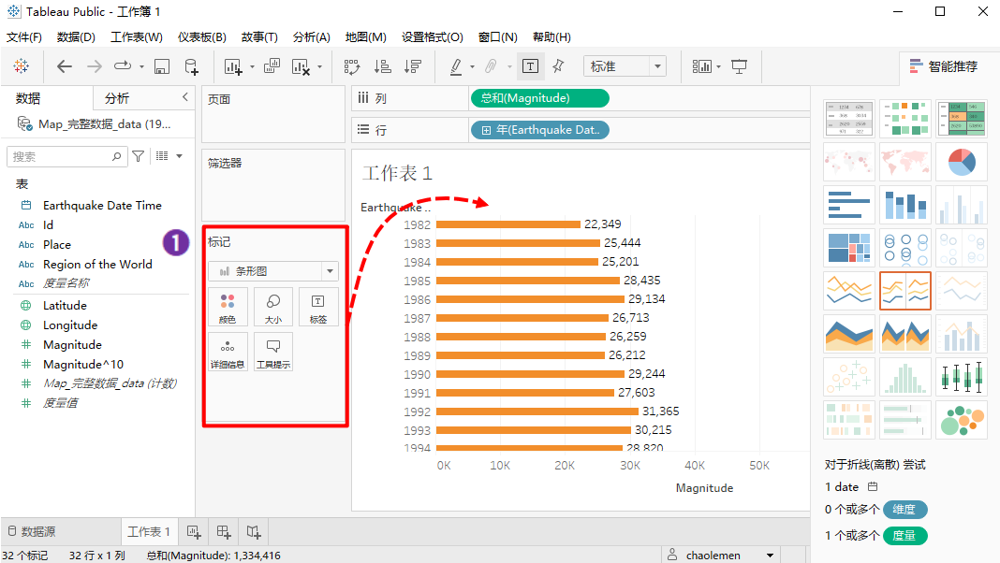 Tableau Public - 工作簿 1
文件(F) 数据(D) 工作表(W) 仪表板(B) 故事(T) 分析(A) 地图(M) 设置格式(O) 窗口(N) 帮助(H)
标准
智能推荐
数据 分析
Map_完整数据_data (19...
搜索
表
Earthquake Date Time
Abc Id
Abc Place
Abc Region of the World
Abc 度量名称
Latitude
Longitude
Magnitude
Magnitude^10
Map_完整数据_data (计数)
度量值
1
页面
筛选器
标记
条形图
颜色 大小 标签
详细信息 工具提示
列 总和(Magnitude)
行 年(Earthquake Dat..
工作表 1
Earthquake ..
1982 22,349
1983 25,444
1984 25,201
1985 28,435
1986 29,134
1987 26,713
1988 26,259
1989 26,212
1990 29,244
1991 27,603
1992 31,365
1993 30,215
1994 28,820
0K 10K 20K 30K 40K 50K
Magnitude
对于折线(离散) 尝试
1 date
0 个或多个 维度
1 个或多个 度量
数据源 工作表 1
32 个标记 32 行 x 1 列 总和(Magnitude): 1,334,416 chaolemen